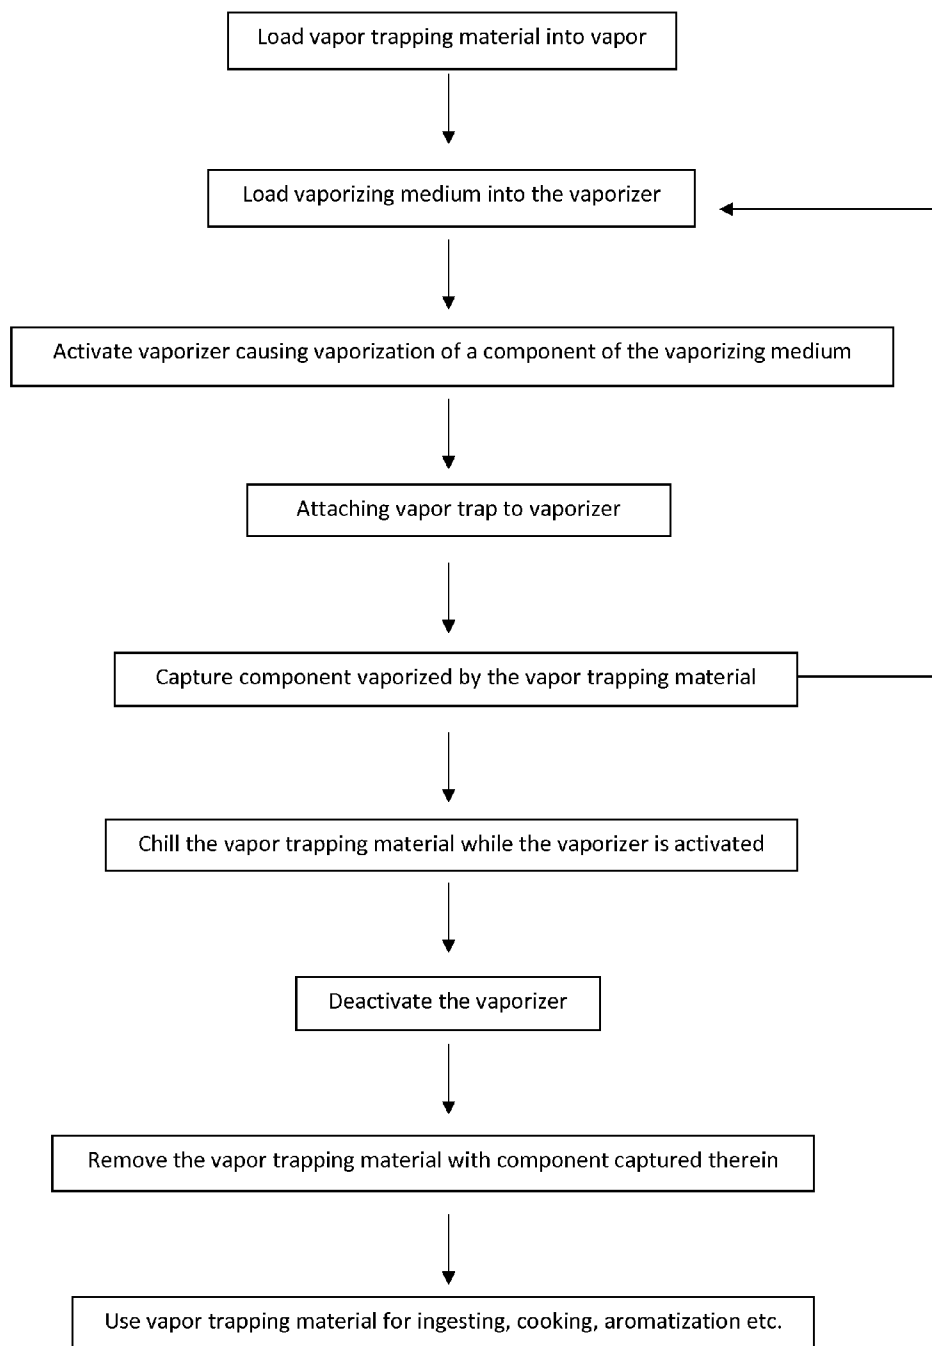 Load vapor trapping material into vapor
Load vaporizing medium into the vaporizer
Activate vaporizer causing vaporization of a component of the vaporizing medium
Attaching vapor trap to vaporizer
Capture component vaporized by the vapor trapping material
Chill the vapor trapping material while the vaporizer is activated
Deactivate the vaporizer
Remove the vapor trapping material with component captured therein
Use vapor trapping material for ingesting, cooking, aromatization etc.